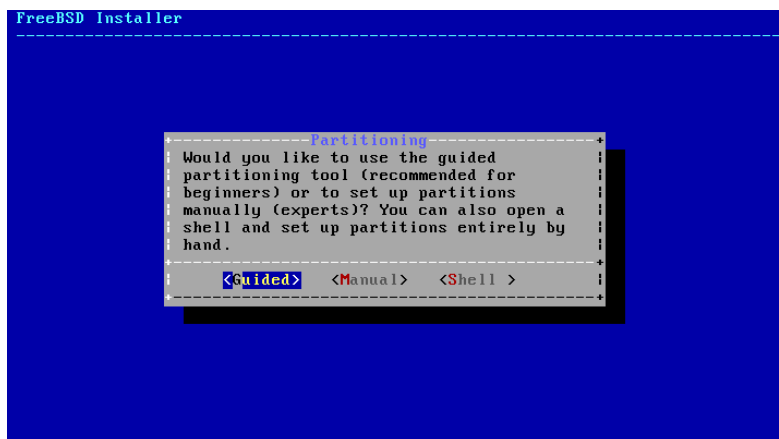 FreeBSD Installer
Partitioning
Would you like to use the guided
partitioning tool (recommended for
beginners) or to set up partitions
manually (experts)? You can also open a
shell and set up partitions entirely by
hand.
<Guided> <Manual> <Shell >